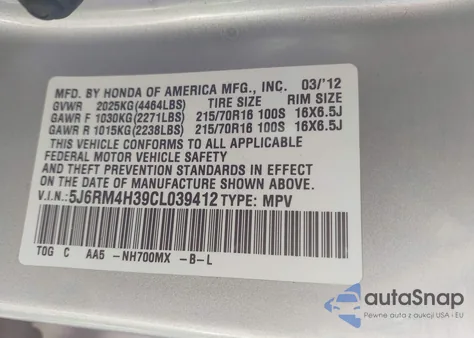 MFD. BY HONDA OF AMERICA MFG., INC. 03/'12
GVWR 2025KG(4464LBS) TIRE SIZE RIM SIZE
GAWR F 1030KG(2271LBS) 215/70R16 100S 16X6.5J
GAWR R 1015KG(2238LBS) 215/70R16 100S 16X6.5J
THIS VEHICLE CONFORMS TO ALL APPLICABLE
FEDERAL MOTOR VEHICLE SAFETY
AND THEFT PREVENTION STANDARDS IN
EFFECT ON THE DATE OF MANUFACTURE SHOWN ABOVE.
V.I.N.:5J6RM4H39CL039412 TYPE: MPV
TOG C AA5 -NH700MX -B-L
autoSnap
Pewne auta z aukcji USA i EU